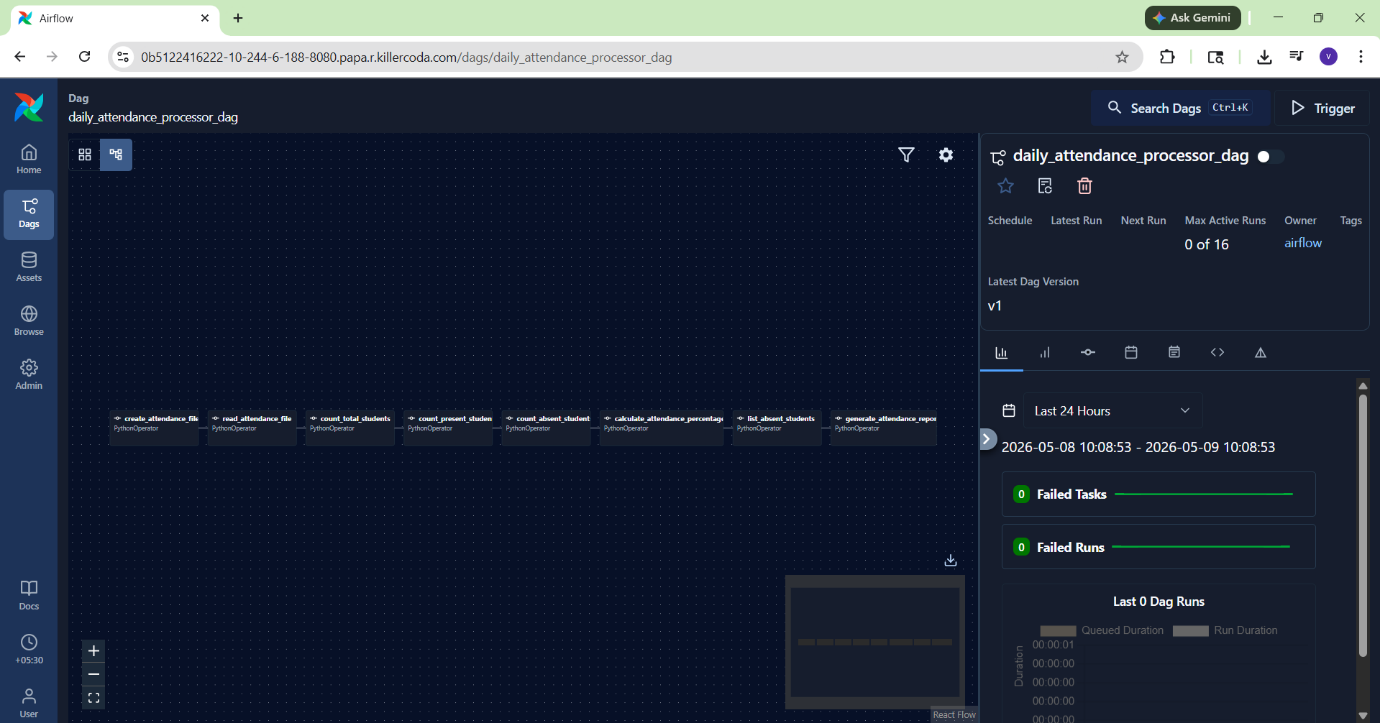 Airflow
Ask Gemini
0b5122416222-10-244-6-188-8080.papa.r.killercoda.com/dags/daily_attendance_processor_dag
V
Dag
daily_attendance_processor_dag
Search Dags Ctrl+K
Trigger
Home
Dags
Assets
Browse
Admin
Docs
+05:30
User
create_attendance_file
PythonOperator
read_attendance_file
PythonOperator
count_total_students
PythonOperator
count_present_studen
PythonOperator
count_absent_student
PythonOperator
calculate_attendance_percentage
PythonOperator
list_absent_students
PythonOperator
generate_attendance_repor
PythonOperator
React Flow
daily_attendance_processor_dag
Schedule Latest Run Next Run Max Active Runs Owner Tags
0 of 16 airflow
Latest Dag Version
v1
Last 24 Hours
2026-05-08 10:08:53 - 2026-05-09 10:08:53
0 Failed Tasks
0 Failed Runs
Last 0 Dag Runs
Queued Duration Run Duration
Duration
00:00:01
00:00:00
00:00:00
00:00:00
00:00:00